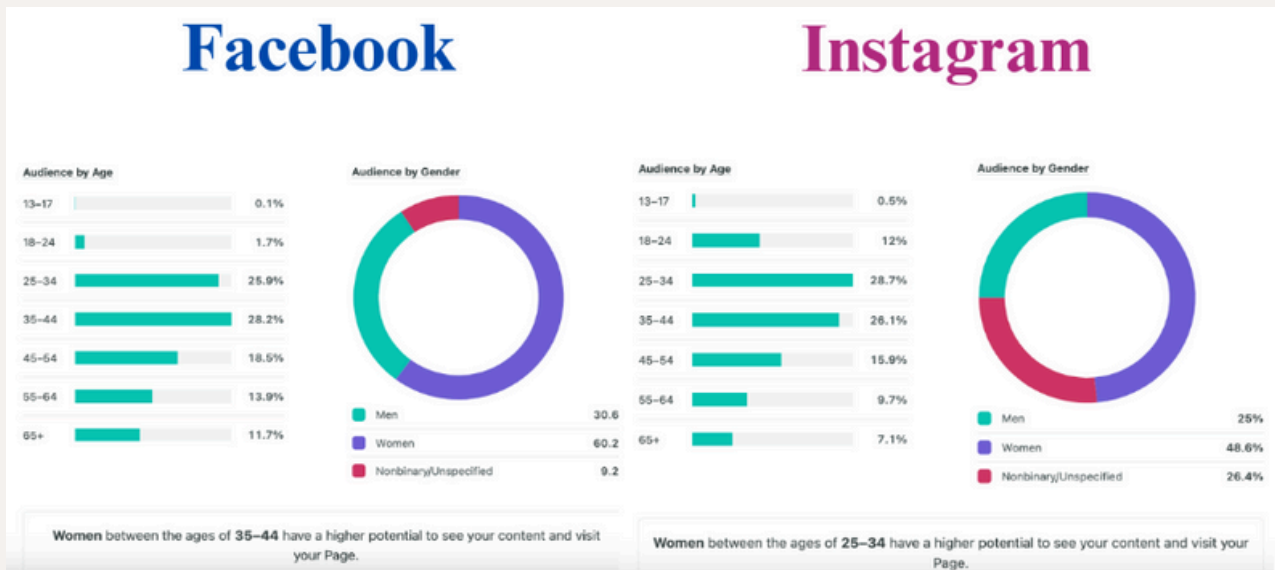 Facebook
Audience by Age
13–17 0.1%
18–24 1.7%
25–34 25.9%
35–44 28.2%
45–54 18.5%
55–64 13.9%
65+ 11.7%
Audience by Gender
Men 30.6
Women 60.2
Nonbinary/Unspecified 9.2
Women between the ages of 35–44 have a higher potential to see your content and visit
your Page.
Instagram
Audience by Age
13–17 0.5%
18–24 12%
25–34 28.7%
35–44 26.1%
45–54 15.9%
55–64 9.7%
65+ 7.1%
Audience by Gender
Men 25%
Women 48.6%
Nonbinary/Unspecified 26.4%
Women between the ages of 25–34 have a higher potential to see your content and visit your
Page.